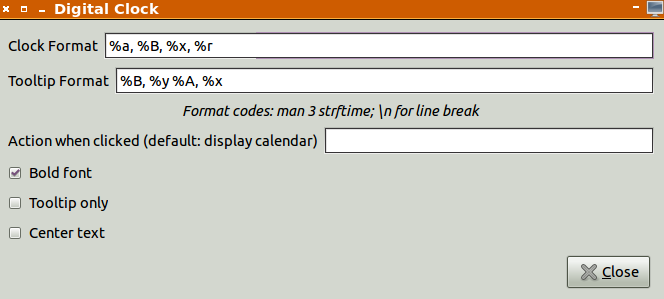 Digital Clock
Clock Format %a, %B, %x, %r
Tooltip Format %B, %y %A, %x
Format codes: man 3 strftime; \n for line break
Action when clicked (default: display calendar)
Bold font
Tooltip only
Center text
Close